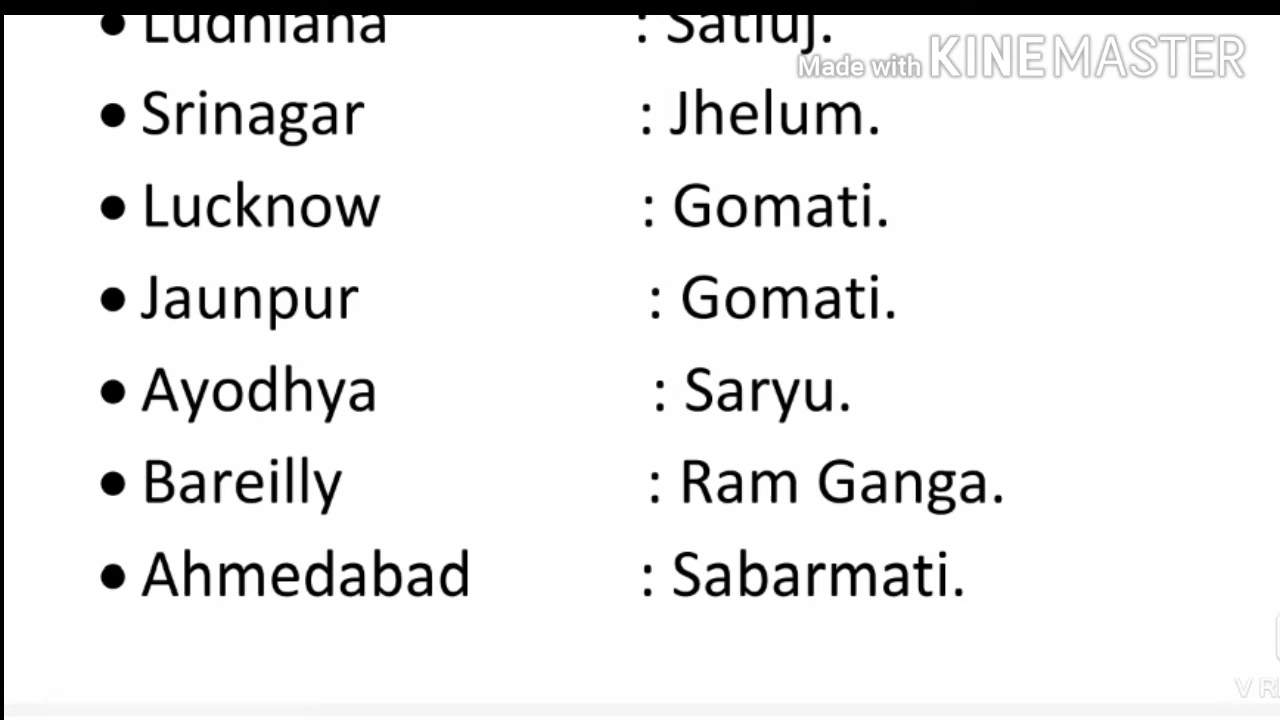 • Ludhiana : Satluj.
Made with KINEMASTER
• Srinagar : Jhelum.
• Lucknow : Gomati.
• Jaunpur : Gomati.
• Ayodhya : Saryu.
• Bareilly : Ram Ganga.
• Ahmedabad : Sabarmati.